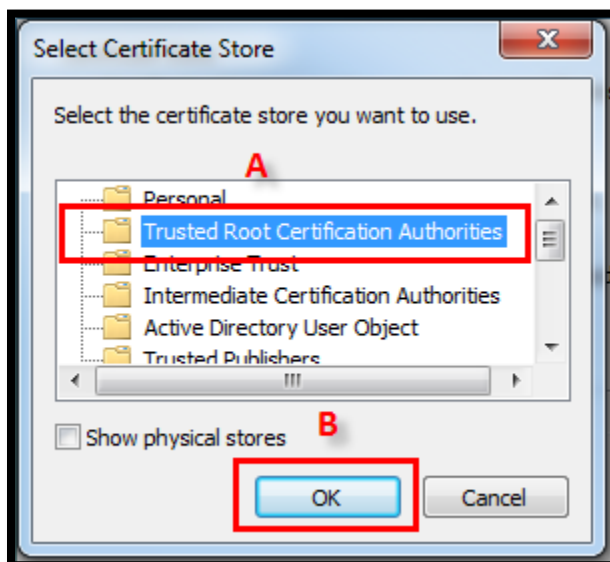 Select Certificate Store
Select the certificate store you want to use.
A
Personal
Trusted Root Certification Authorities
Enterprise Trust
Intermediate Certification Authorities
Active Directory User Object
Trusted Publishers
Show physical stores
B
OK Cancel